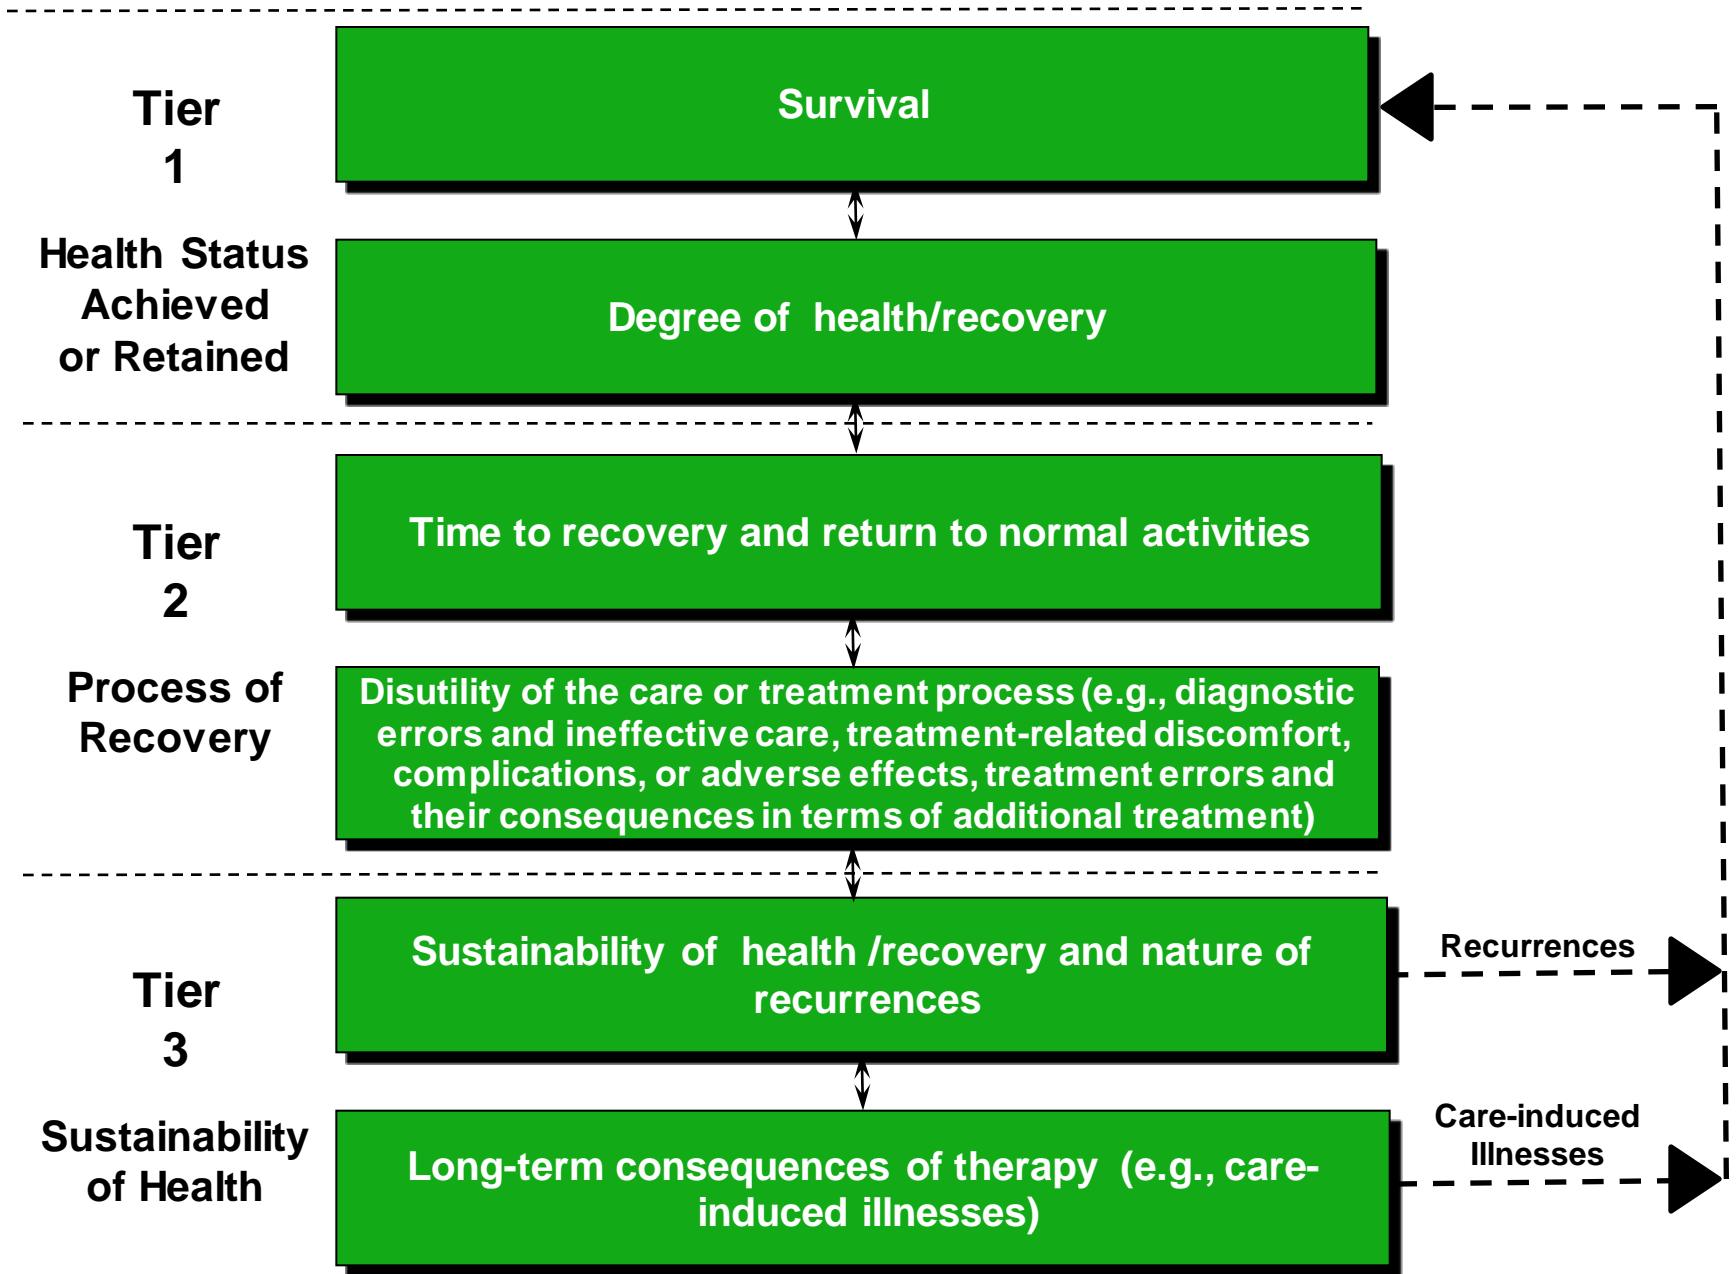 Tier
1
Health Status
Achieved
or Retained
Survival
Degree of health/recovery
Tier
2
Process of
Recovery
Time to recovery and return to normal activities
Disutility of the care or treatment process (e.g., diagnostic
errors and ineffective care, treatment-related discomfort,
complications, or adverse effects, treatment errors and
their consequences in terms of additional treatment)
Tier
3
Sustainability
of Health
Sustainability of health /recovery and nature of
recurrences
Recurrences
Long-term consequences of therapy (e.g., care-
induced illnesses)
Care-induced
Illnesses